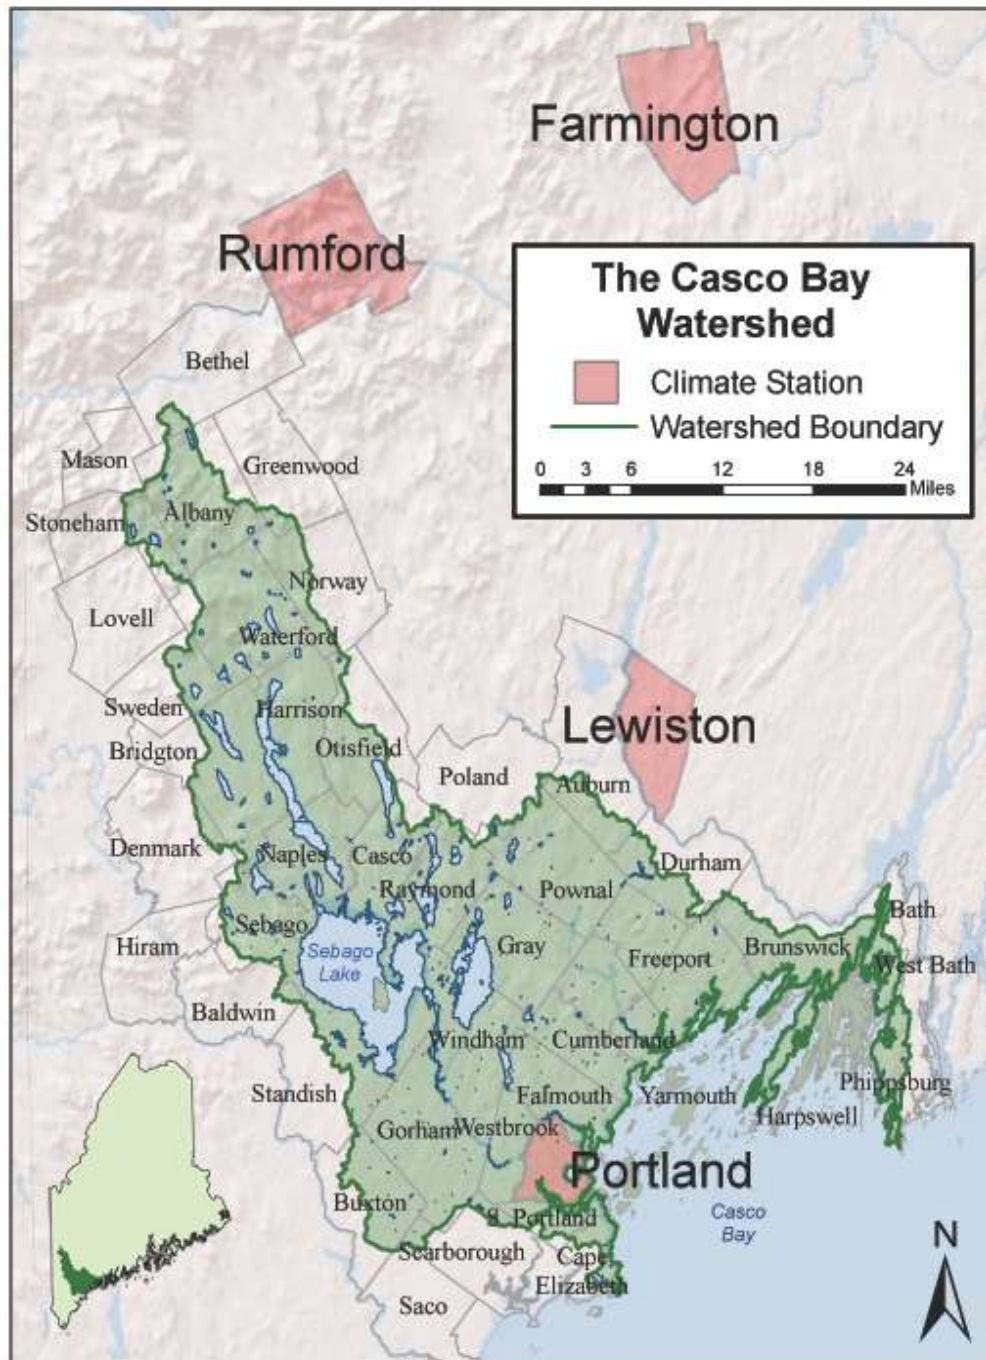 Farmington
Rumford
The Casco Bay
Watershed
Climate Station
Watershed Boundary
0 3 6 12 18 24
Miles
Bethel
Mason
Greenwood
Stoneham
Albany
Norway
Lovell
Waterford
Sweden
Harrison
Bridgton
Otisfield
Lewiston
Poland
Auburn
Denmark
Naples
Casco
Durham
Raymond
Pownal
Bath
Sebago
Hiram
Sebago
Lake
Gray
Freeport
Brunswick
West Bath
Baldwin
Windham
Cumberland
Standish
Falmouth
Yarmouth
Phippsburg
Harpswell
Gorham
Westbrook
Portland
Buxton
S. Portland
Casco
Bay
Scarborough
Cape
Elizabeth
Saco
N